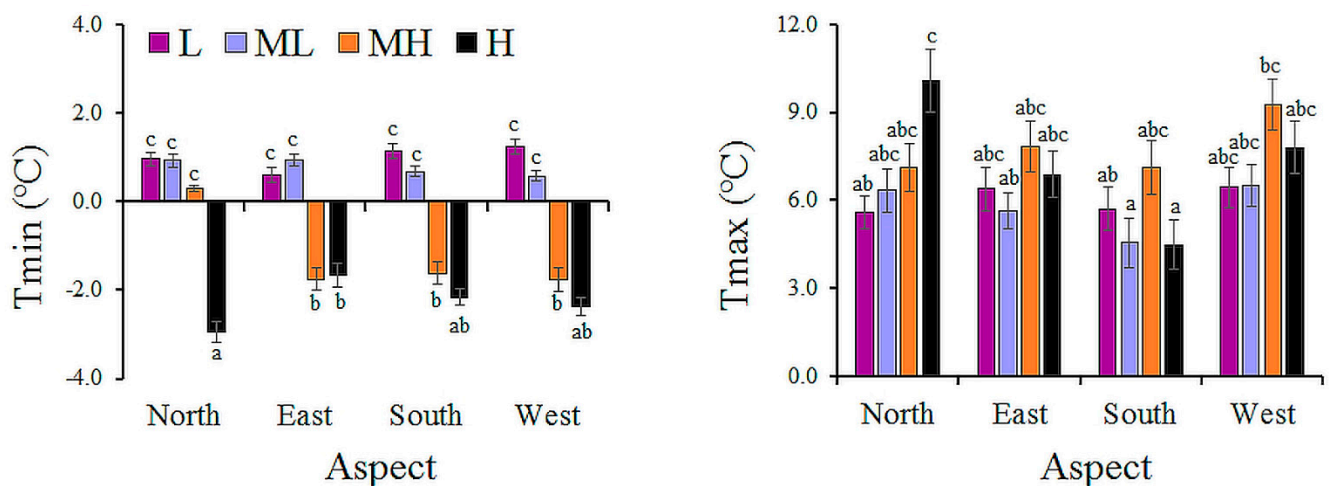 4.0
2.0
0.0
-2.0
-4.0
Tmin (°C)
L ML MH H
c c c a
c c b b
c c b ab
c c b ab
North East South West
Aspect
12.0
9.0
6.0
3.0
0.0
Tmax (°C)
ab abc abc c
abc ab abc abc
ab a abc a
abc abc bc abc
North East South West
Aspect